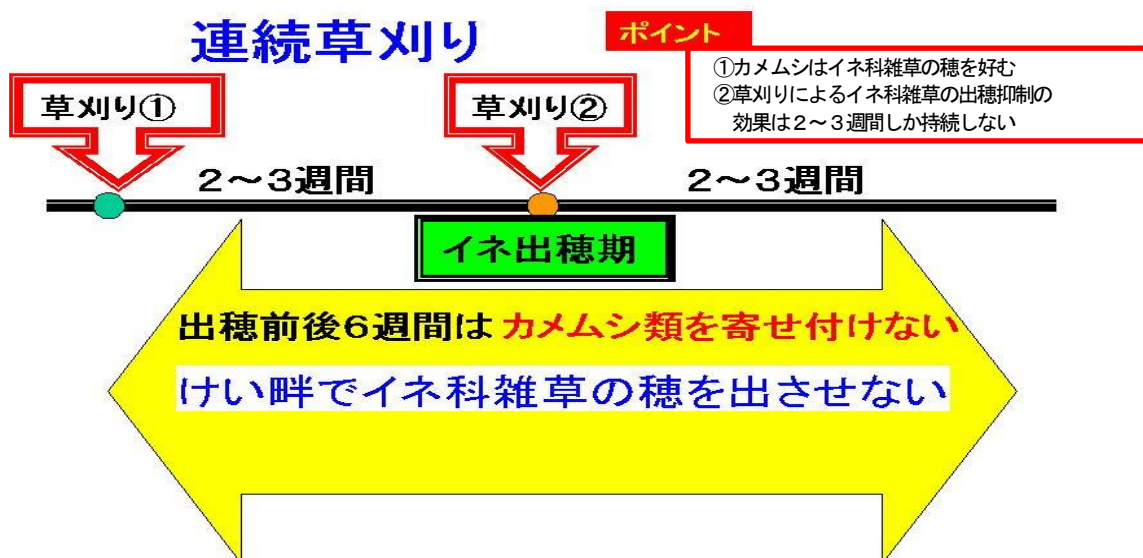 連続草刈り
ポイント
①カメムシはイネ科雑草の穂を好む
②草刈りによるイネ科雑草の出穂抑制の
効果は2～3週間しか持続しない
草刈り①
草刈り②
2～3週間
2～3週間
イネ出穂期
出穂前後6週間はカメムシ類を寄せ付けない
けい畔でイネ科雑草の穂を出させない